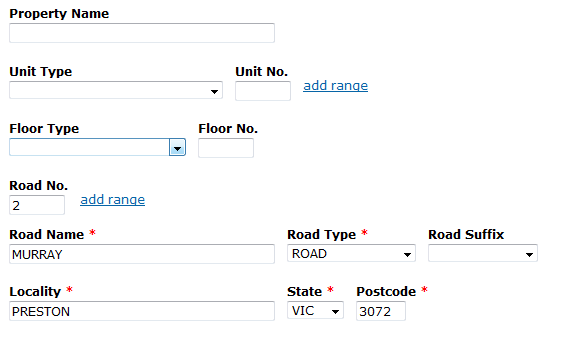 Property Name
Unit Type Unit No.
add range
Floor Type Floor No.
Road No.
2 add range
Road Name * Road Type * Road Suffix
MURRAY ROAD
Locality * State * Postcode *
PRESTON VIC 3072